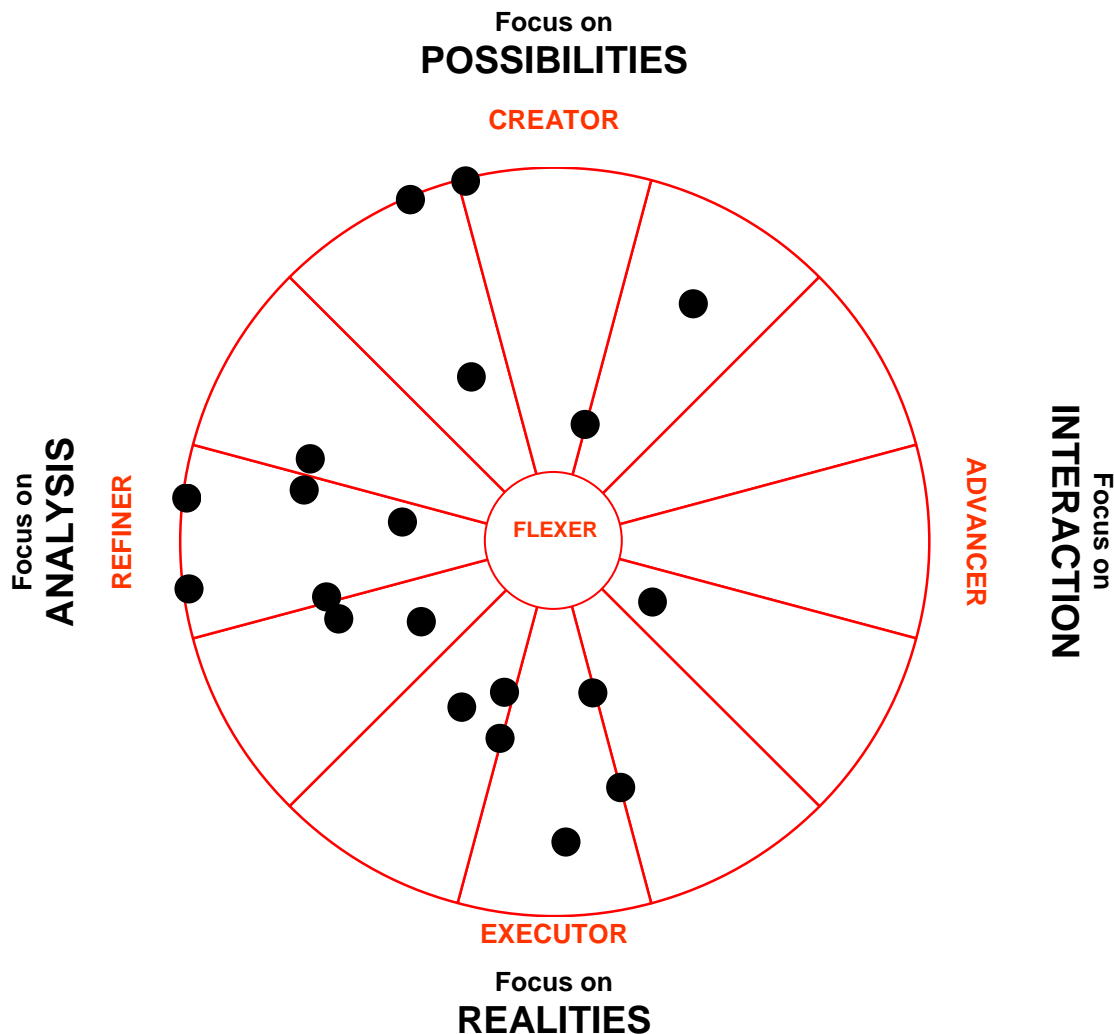 Focus on
POSSIBILITIES
CREATOR
Focus on
ANALYSIS
REFINER
FLEXER
ADVANCER
INTERACTION
Focus on
EXECUTOR
Focus on
REALITIES